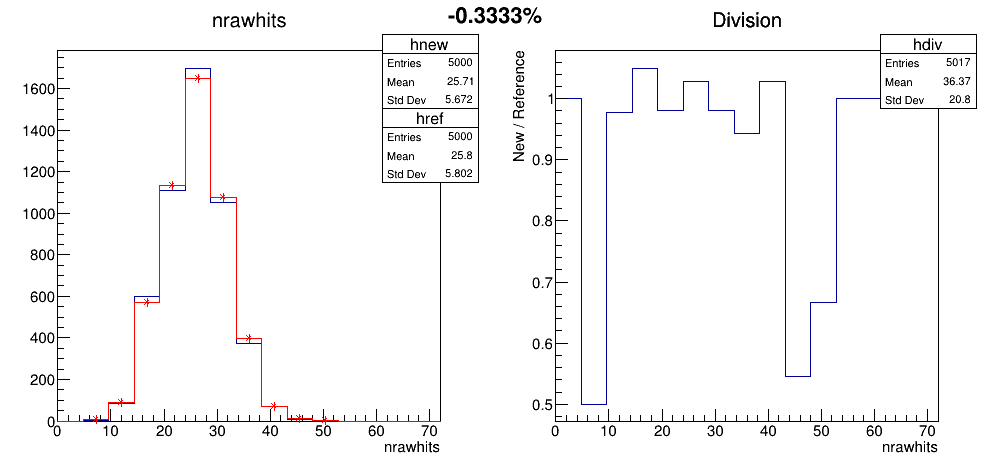 -0.3333%
nrawhits
hnew
Entries 5000
Mean 25.71
Std Dev 5.672
href
Entries 5000
Mean 25.8
Std Dev 5.802
1600
1400
1200
1000
800
600
400
200
0
0 10 20 30 40 50 60 70
nrawhits
Division
hdiv
Entries 5017
Mean 36.37
Std Dev 20.8
New / Reference
1
0.9
0.8
0.7
0.6
0.5
0 10 20 30 40 50 60 70
nrawhits